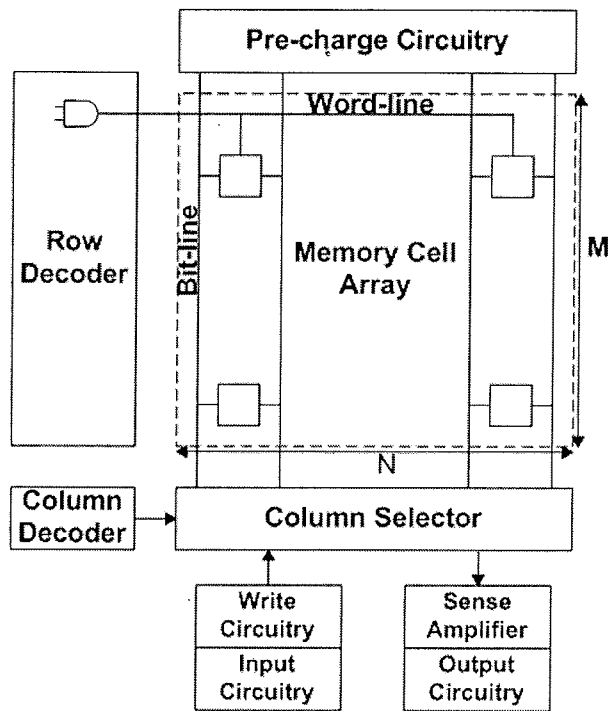 Pre-charge Circuitry
Word-line
Row
Decoder
Bit-line
Memory Cell
Array
M
N
Column
Decoder
Column Selector
Write
Circuitry
Input
Circuitry
Sense
Amplifier
Output
Circuitry